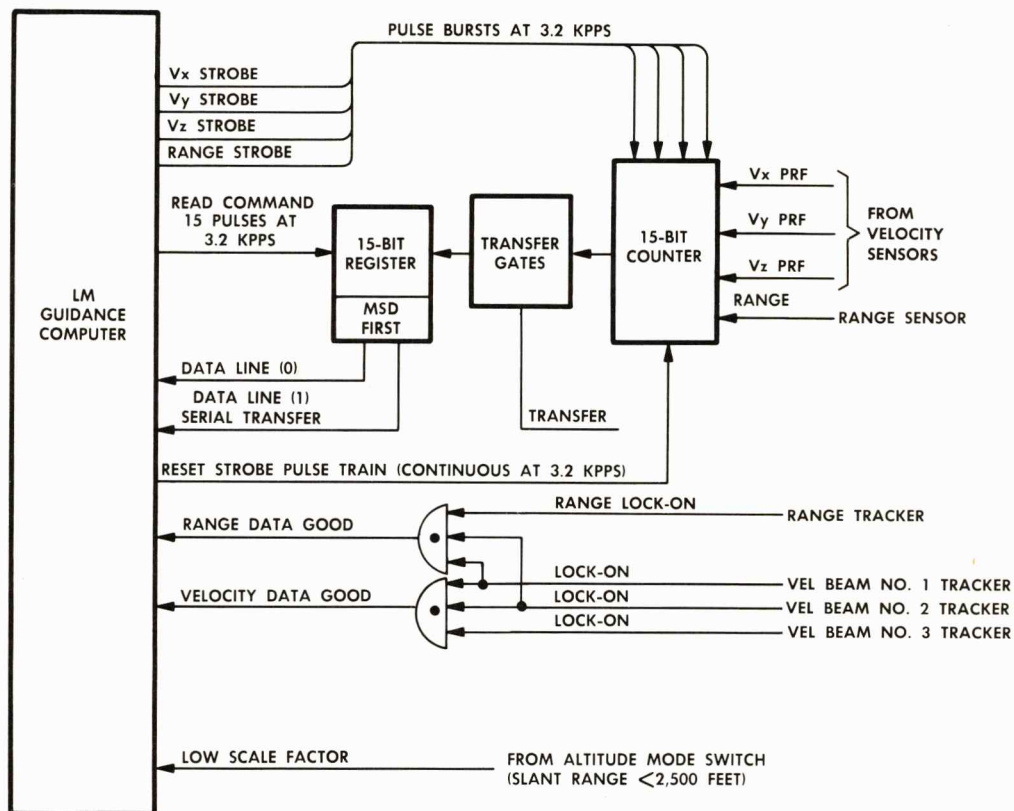 PULSE BURSTS AT 3.2 KPPS
Vx STROBE
Vy STROBE
Vz STROBE
RANGE STROBE
READ COMMAND
15 PULSES AT
3.2 KPPS
15-BIT
REGISTER
MSD
FIRST
TRANSFER
GATES
15-BIT
COUNTER
Vx PRF
Vy PRF
Vz PRF
FROM
VELOCITY
SENSORS
RANGE
RANGE SENSOR
LM
GUIDANCE
COMPUTER
DATA LINE (0)
DATA LINE (1)
SERIAL TRANSFER
TRANSFER
RESET STROBE PULSE TRAIN (CONTINUOUS AT 3.2 KPPS)
RANGE LOCK-ON
RANGE TRACKER
RANGE DATA GOOD
LOCK-ON
VEL BEAM NO. 1 TRACKER
VELOCITY DATA GOOD
LOCK-ON
VEL BEAM NO. 2 TRACKER
LOCK-ON
VEL BEAM NO. 3 TRACKER
LOW SCALE FACTOR
FROM ALTITUDE MODE SWITCH
(SLANT RANGE <2,500 FEET)